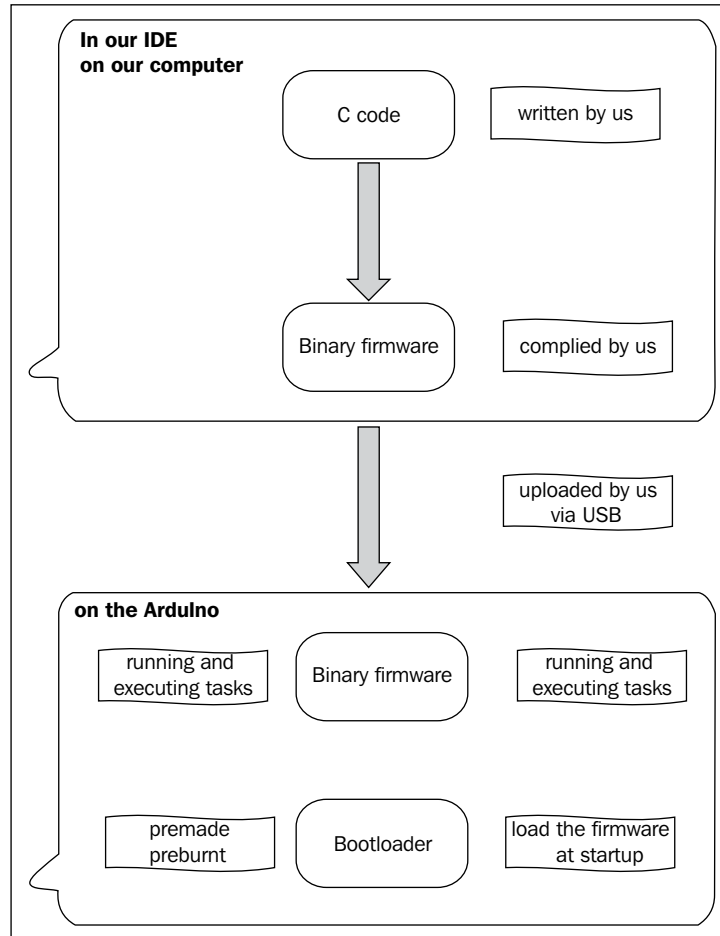 In our IDE
on our computer
C code
written by us
Binary firmware
complied by us
uploaded by us
via USB
on the ArduIno
running and
executing tasks
Binary firmware
running and
executing tasks
premade
preburnt
Bootloader
load the firmware
at startup